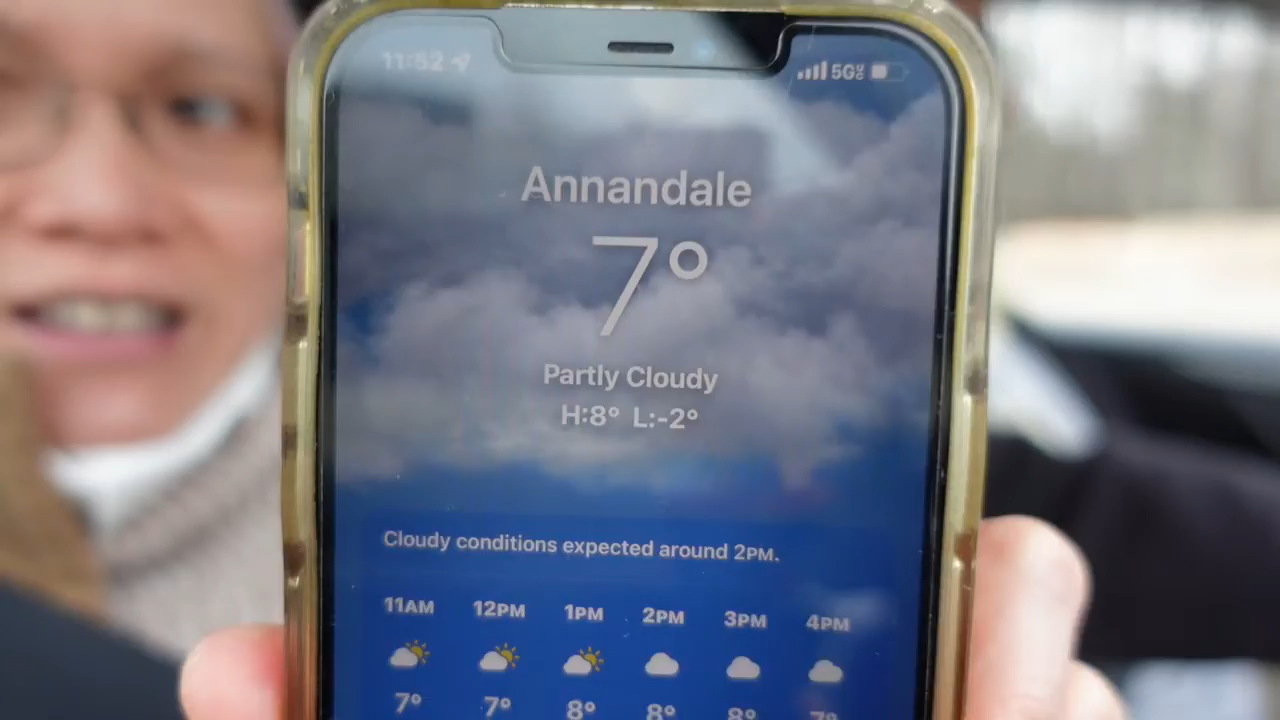 11:52
5G
Annandale
7°
Partly Cloudy
H:8° L:-2°
Cloudy conditions expected around 2PM.
11AM 12PM 1PM 2PM 3PM 4PM
7° 7° 8° 8° 8° 7°